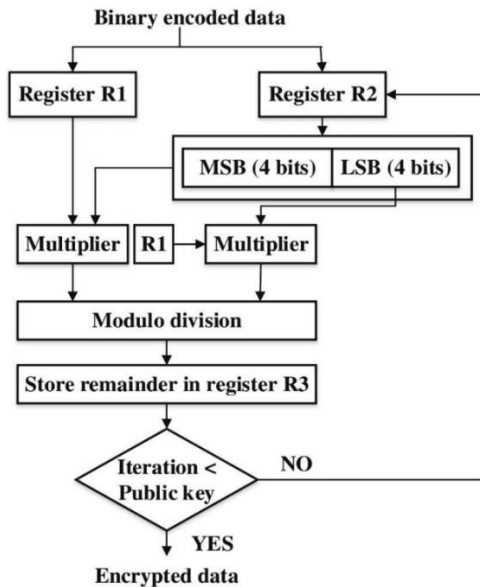 Binary encoded data
Register R1
Register R2
MSB (4 bits)
LSB (4 bits)
Multiplier
R1
Multiplier
Modulo division
Store remainder in register R3
Iteration <
Public key
NO
YES
Encrypted data